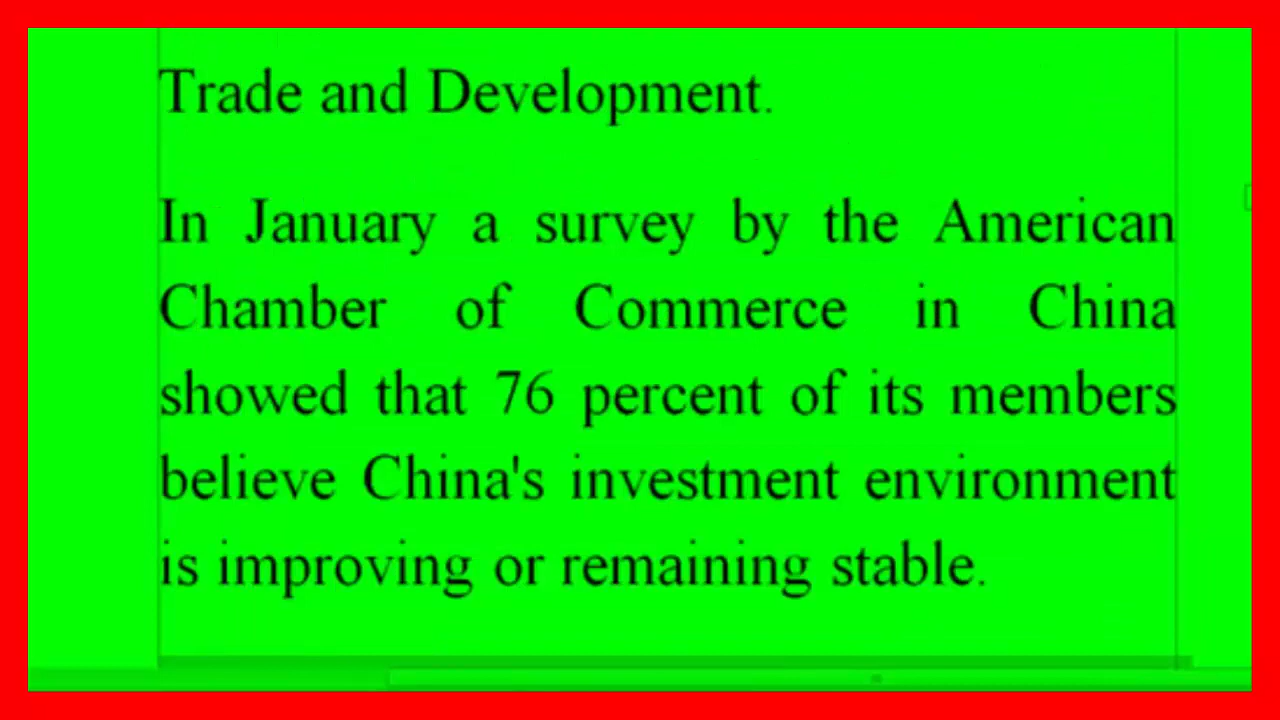 Trade and Development.
In January a survey by the American
Chamber of Commerce in China
showed that 76 percent of its members
believe China's investment environment
is improving or remaining stable.